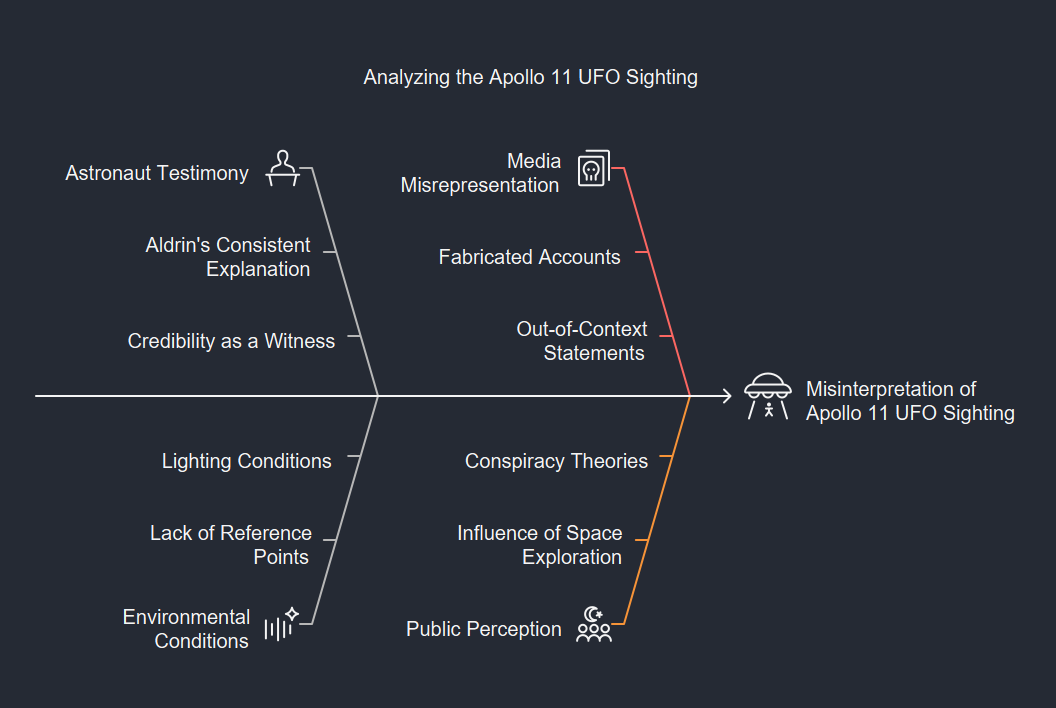 Analyzing the Apollo 11 UFO Sighting
Astronaut Testimony
Aldrin's Consistent
Explanation
Credibility as a Witness
Media
Misrepresentation
Fabricated Accounts
Out-of-Context
Statements
Misinterpretation of
Apollo 11 UFO Sighting
Lighting Conditions
Lack of Reference
Points
Environmental
Conditions
Conspiracy Theories
Influence of Space
Exploration
Public Perception